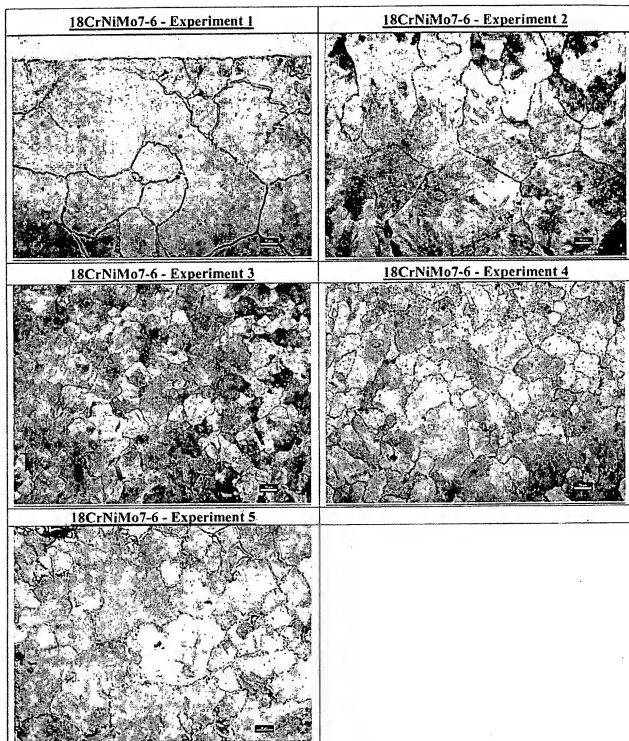 18CrNiMo7-6 - Experiment 1
18CrNiMo7-6 - Experiment 2
18CrNiMo7-6 - Experiment 3
18CrNiMo7-6 - Experiment 4
18CrNiMo7-6 - Experiment 5